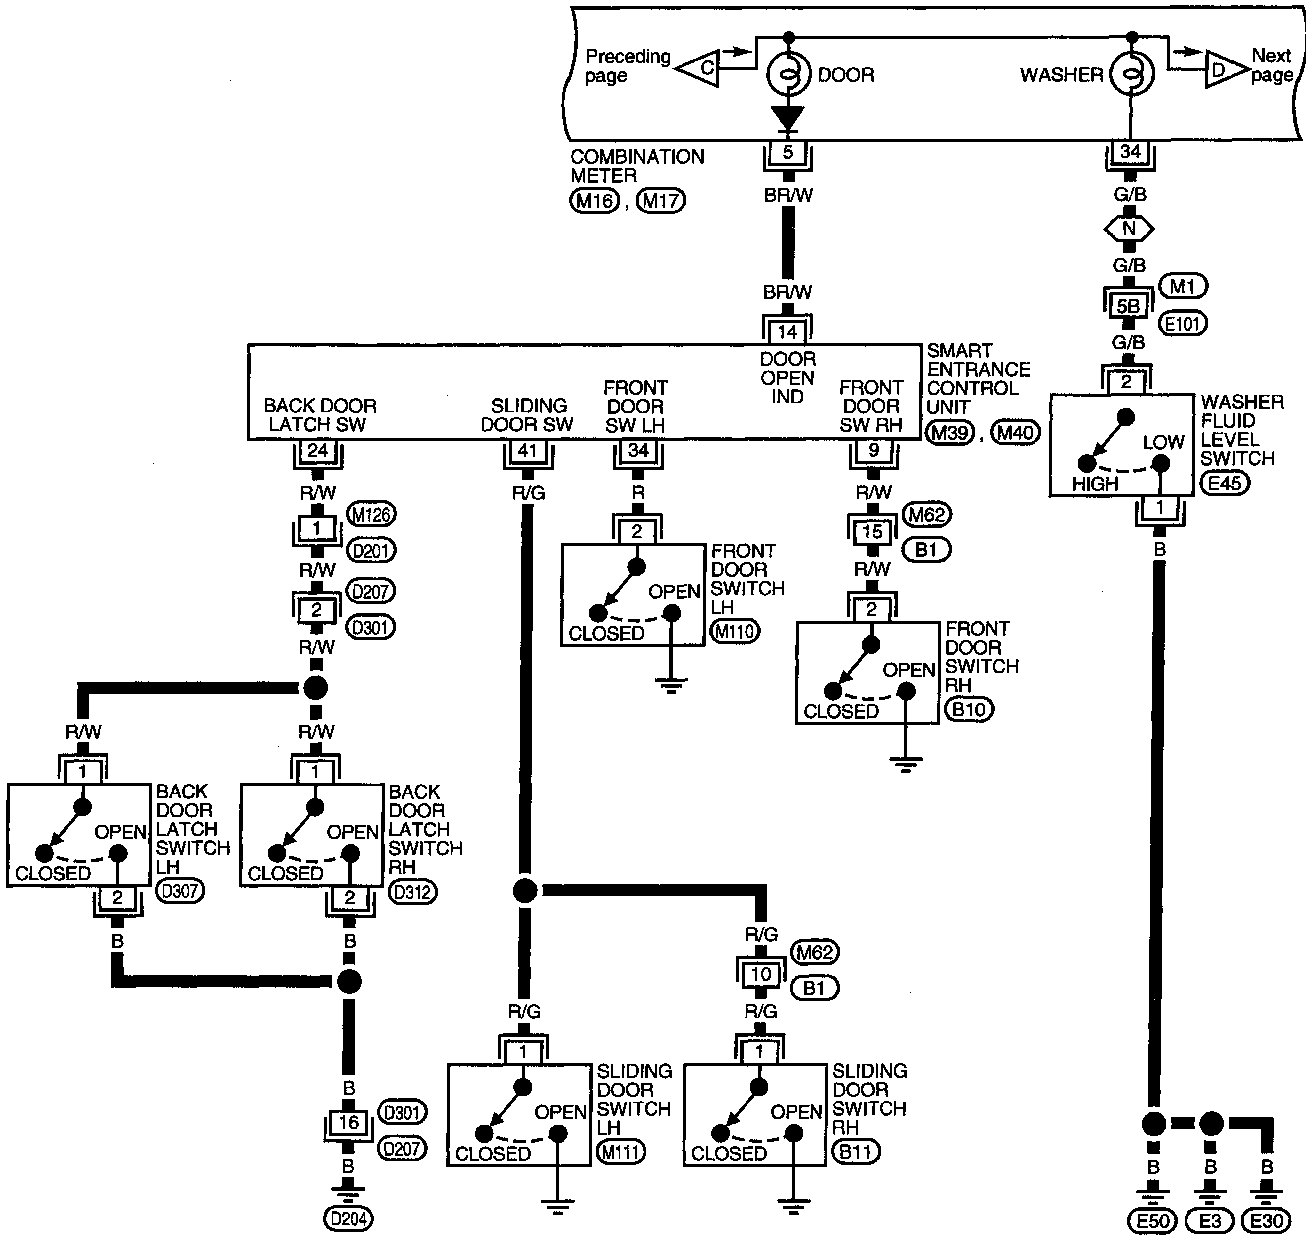 Preceding
page
C
DOOR
WASHER
D
Next
page
COMBINATION
METER
M16 , M17
5
34
BR/W
G/B
N
G/B
BR/W
M1
5B
E101
14
G/B
2
DOOR
OPEN
IND
SMART
ENTRANCE
CONTROL
UNIT
M39 , M40
BACK DOOR
LATCH SW
SLIDING
DOOR SW
FRONT
DOOR
SW LH
FRONT
DOOR
SW RH
WASHER
FLUID
LEVEL
SWITCH
E45
LOW
HIGH
1
B
24
41
34
9
R/W
R/G
R
R/W
M126
1
D201
R/W
D207
2
D301
R/W
2
FRONT
DOOR
SWITCH
LH
M110
OPEN
CLOSED
M62
15
B1
R/W
2
FRONT
DOOR
SWITCH
RH
B10
OPEN
CLOSED
R/W
R/W
1
1
BACK
DOOR
LATCH
SWITCH
LH
D307
OPEN
CLOSED
BACK
DOOR
LATCH
SWITCH
RH
D312
OPEN
CLOSED
2
2
B
B
R/G
M62
10
B1
R/G
R/G
1
1
B
D301
16
D207
B
D204
SLIDING
DOOR
SWITCH
LH
M111
OPEN
CLOSED
SLIDING
DOOR
SWITCH
RH
B11
OPEN
CLOSED
B
B
B
E50
E3
E30